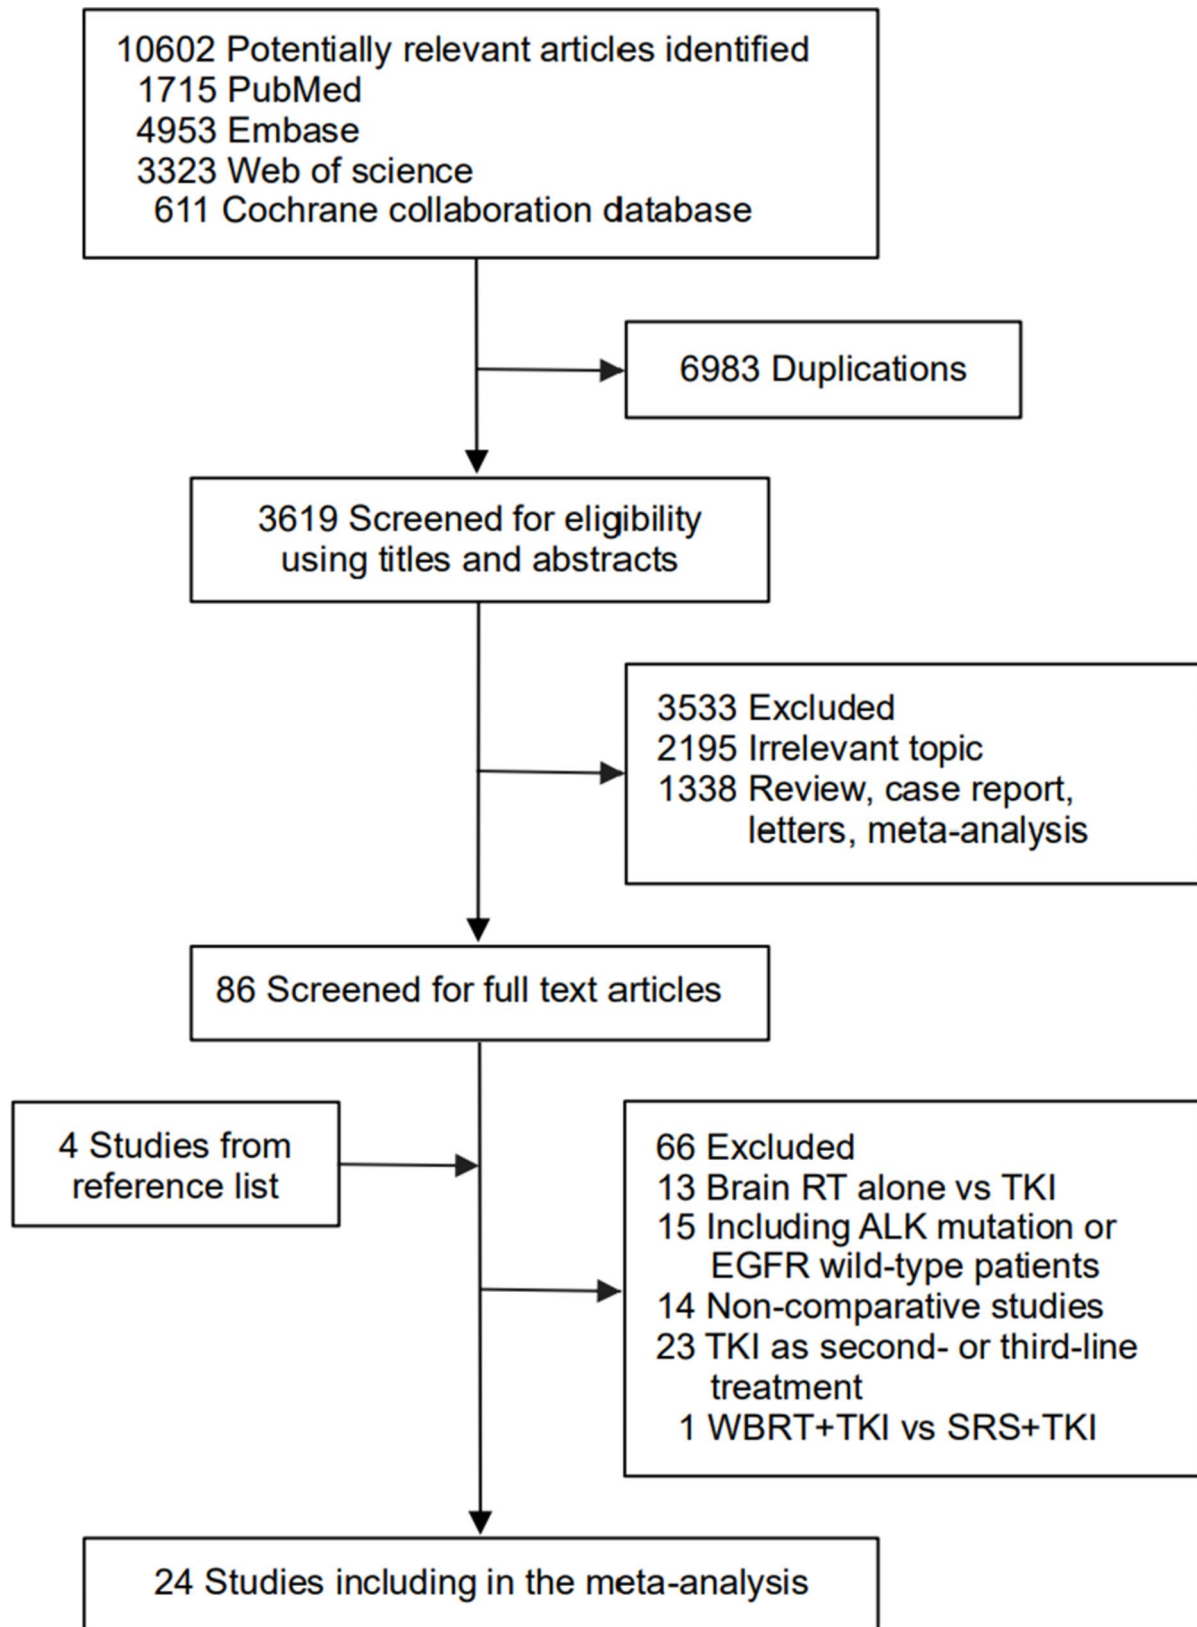 10602 Potentially relevant articles identified
1715 PubMed
4953 Embase
3323 Web of science
611 Cochrane collaboration database
6983 Duplications
3619 Screened for eligibility
using titles and abstracts
3533 Excluded
2195 Irrelevant topic
1338 Review, case report,
letters, meta-analysis
86 Screened for full text articles
4 Studies from
reference list
66 Excluded
13 Brain RT alone vs TKI
15 Including ALK mutation or
EGFR wild-type patients
14 Non-comparative studies
23 TKI as second- or third-line
treatment
1 WBRT+TKI vs SRS+TKI
24 Studies including in the meta-analysis